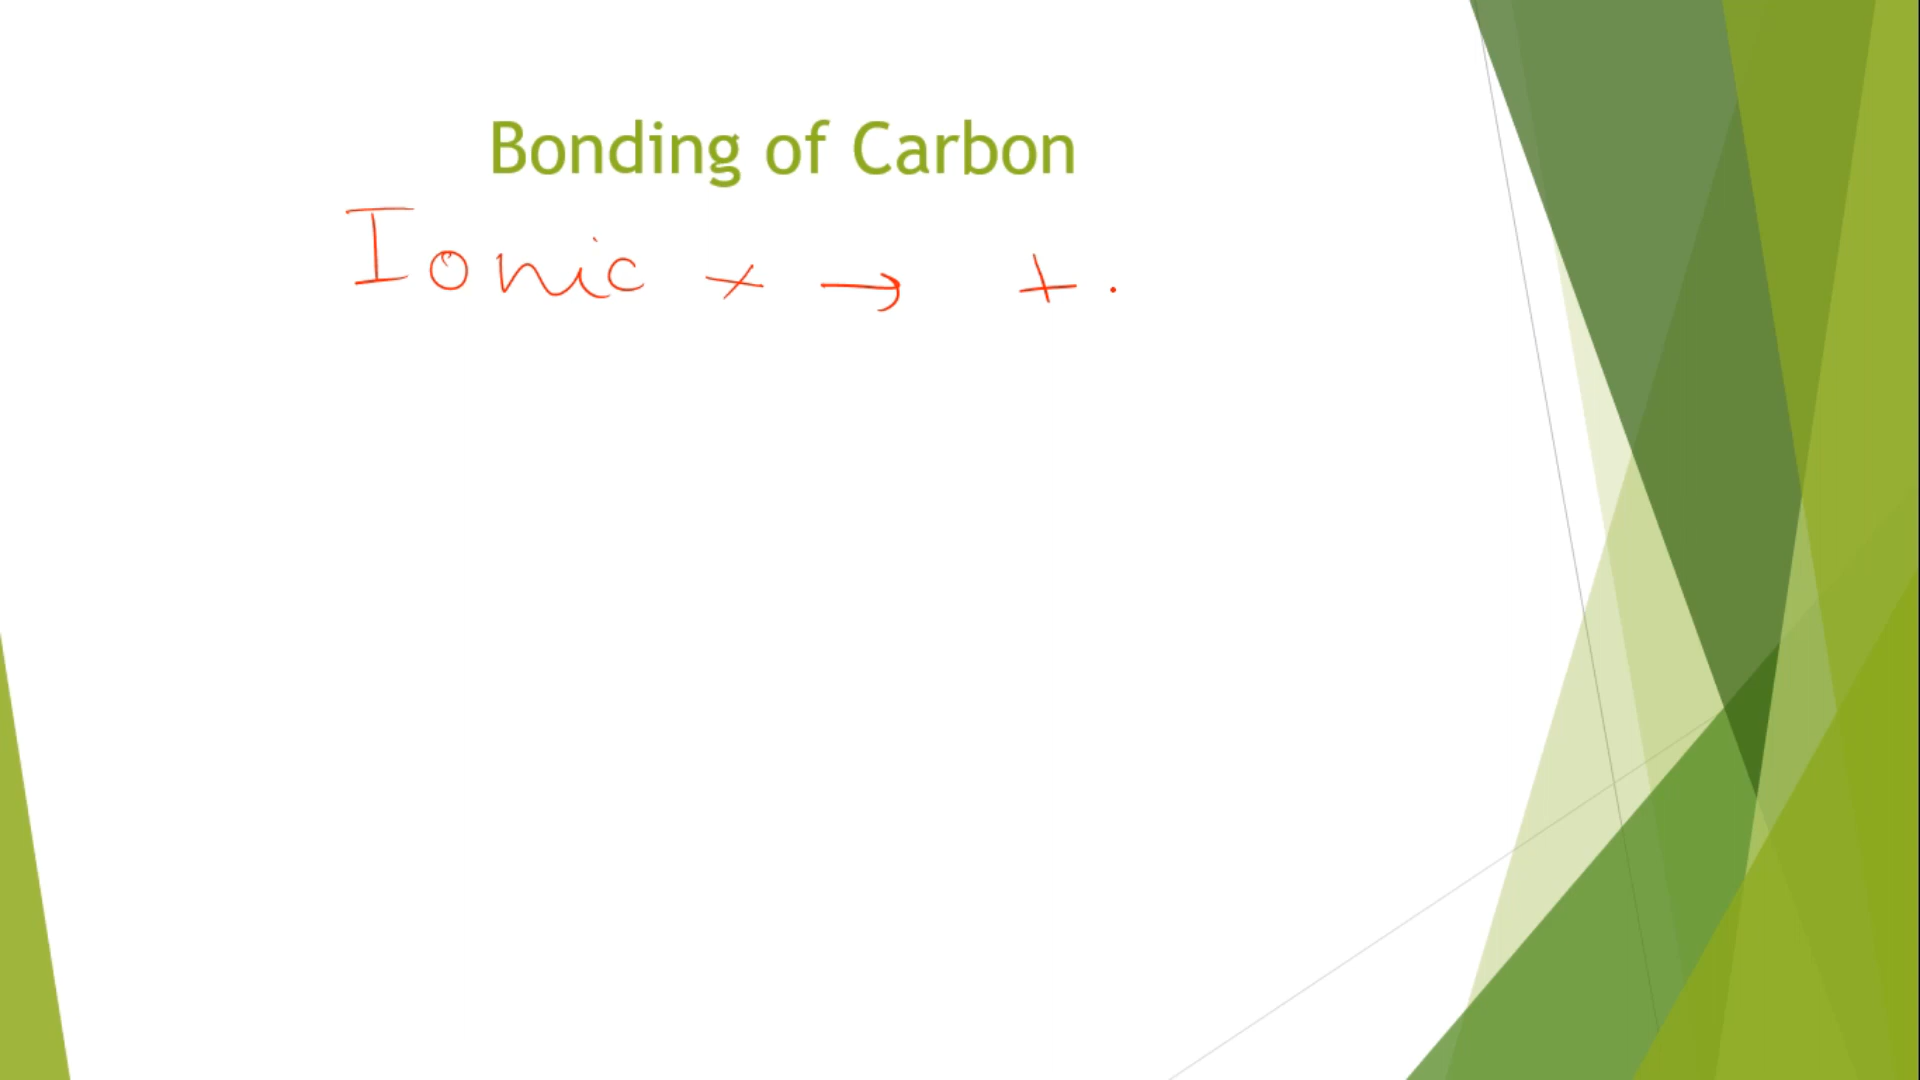 Bonding of Carbon
Ionic × → + .